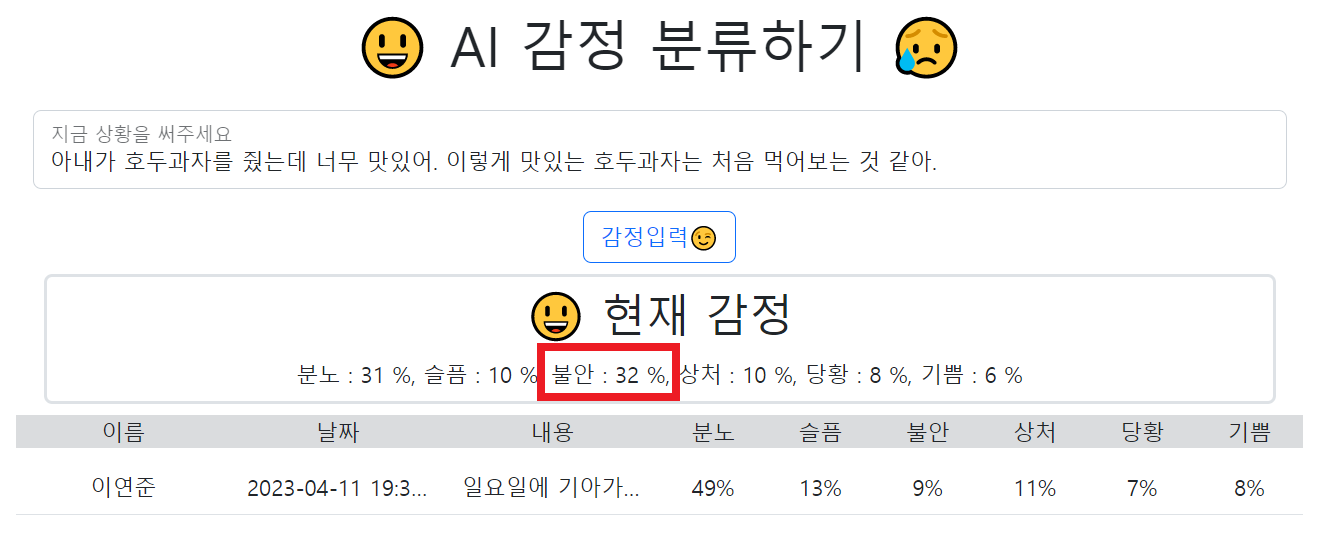 😃 AI 감정 분류하기 😥
지금 상황을 써주세요
아내가 호두과자를 줬는데 너무 맛있어. 이렇게 맛있는 호두과자는 처음 먹어보는 것 같아.
감정입력😉
😃 현재 감정
분노 : 31 %, 슬픔 : 10 % 불안 : 32 %, 상처 : 10 %, 당황 : 8 %, 기쁨 : 6 %
이름 날짜 내용 분노 슬픔 불안 상처 당황 기쁨
이연준 2023-04-11 19:3... 일요일에 기아가... 49% 13% 9% 11% 7% 8%